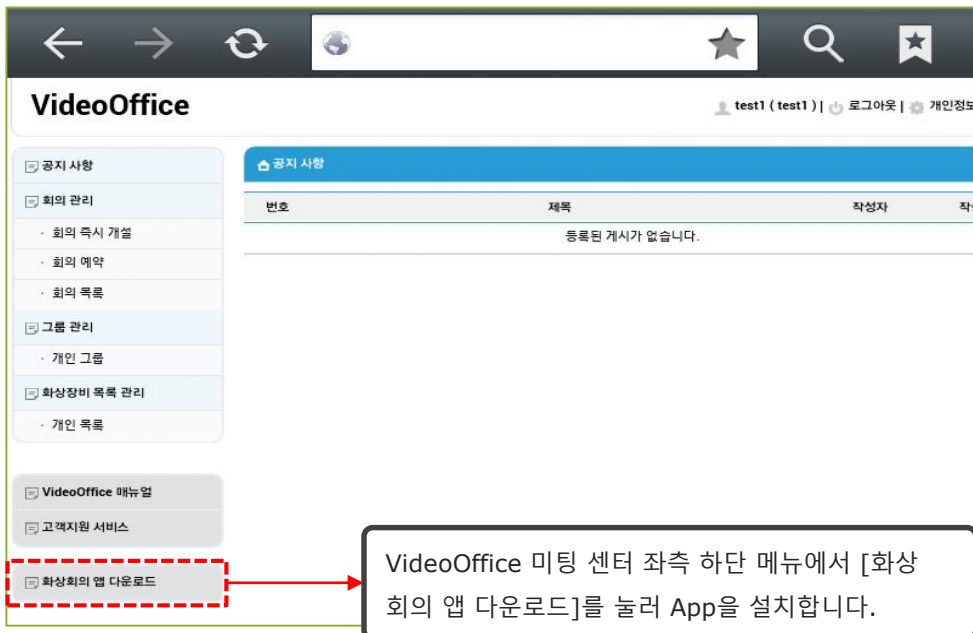 VideoOffice
test1 ( test1 ) | 로그아웃 | 개인정보
공지 사항
회의 관리
· 회의 즉시 개설
· 회의 예약
· 회의 목록
그룹 관리
· 개인 그룹
화상장비 목록 관리
· 개인 목록
VideoOffice 매뉴얼
고객지원 서비스
화상회의 앱 다운로드
공지 사항
번호 제목 작성자
등록된 게시가 없습니다.
VideoOffice 미팅 센터 좌측 하단 메뉴에서 [화상
회의 앱 다운로드]를 눌러 App을 설치합니다.